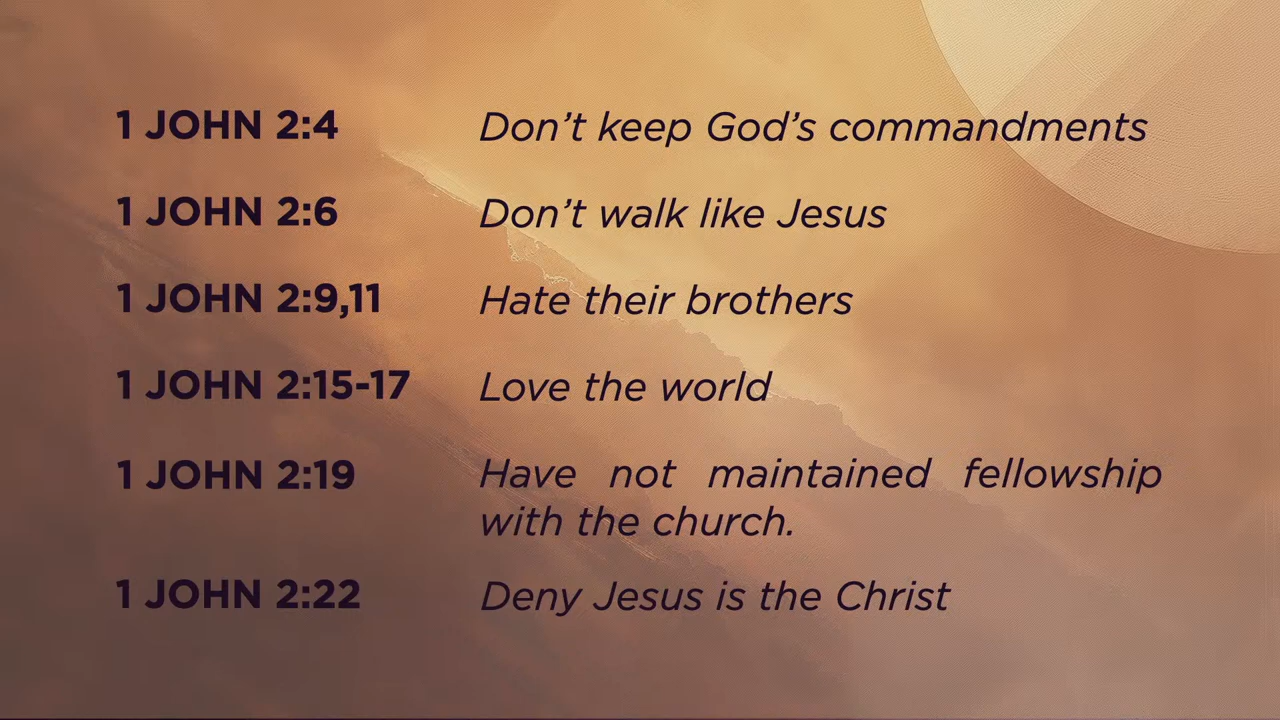 1 JOHN 2:4 Don’t keep God’s commandments
1 JOHN 2:6 Don’t walk like Jesus
1 JOHN 2:9,11 Hate their brothers
1 JOHN 2:15-17 Love the world
1 JOHN 2:19 Have not maintained fellowship
with the church.
1 JOHN 2:22 Deny Jesus is the Christ